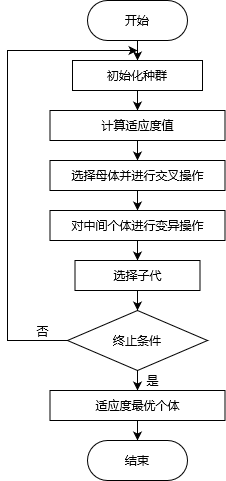 开始
初始化种群
计算适应度值
选择母体并进行交叉操作
对中间个体进行变异操作
选择子代
终止条件
否
是
适应度最优个体
结束